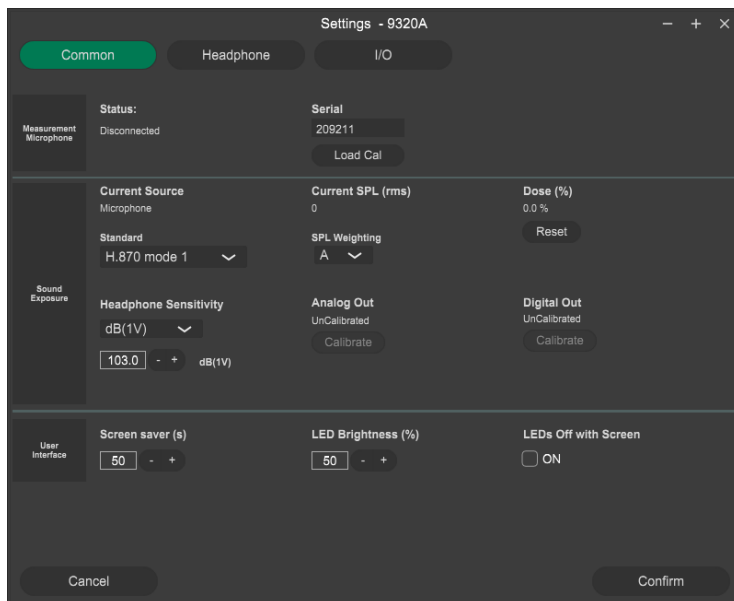 Settings - 9320A
Common Headphone I/O
Measurement
Microphone
Status: Serial
Disconnected 209211
Load Cal
Sound
Exposure
Current Source Current SPL (rms) Dose (%)
Microphone 0 0.0 %
Reset
Standard SPL Weighting
H.870 mode 1 A
Headphone Sensitivity Analog Out Digital Out
UnCalibrated UnCalibrated
dB(1V) Calibrate Calibrate
103.0 - + dB(1V)
User
Interface
Screen saver (s) LED Brightness (%) LEDs Off with Screen
50 - + 50 - + ON
Cancel Confirm